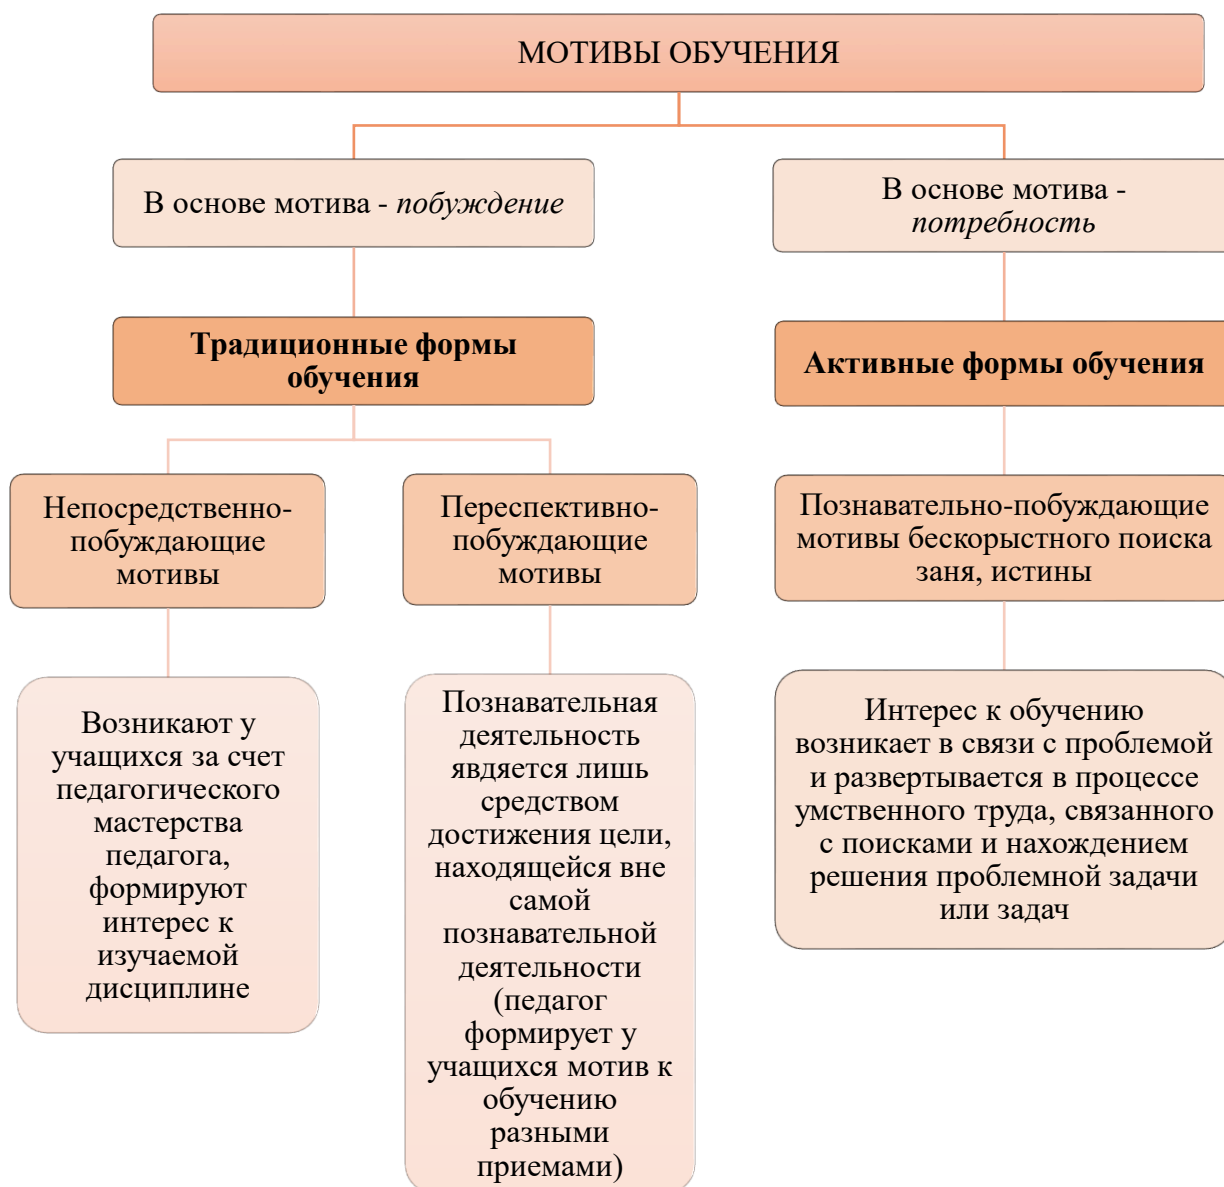 МОТИВЫ ОБУЧЕНИЯ
В основе мотива - побуждение
В основе мотива -
потребность
Традиционные формы
обучения
Активные формы обучения
Непосредственно-
побуждающие
мотивы
Переспективно-
побуждающие
мотивы
Познавательно-побуждающие
мотивы бескорыстного поиска
заня, истины
Возникают у
учащихся за счет
педагогического
мастерства
педагога,
формируют
интерес к
изучаемой
дисциплине
Познавательная
деятельность
явдяется лишь
средством
достижения цели,
находящейся вне
самой
познавательной
деятельности
(педагог
формирует у
учащихся мотив к
обучению
разными
приемами)
Интерес к обучению
возникает в связи с проблемой
и развертывается в процессе
умственного труда, связанного
с поисками и нахождением
решения проблемной задачи
или задач